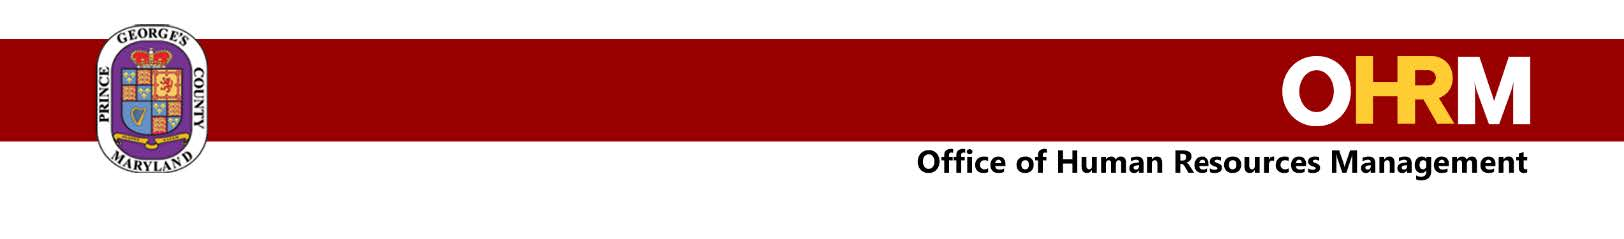 PRINCE GEORGE'S COUNTY
MARYLAND
OHRM
Office of Human Resources Management